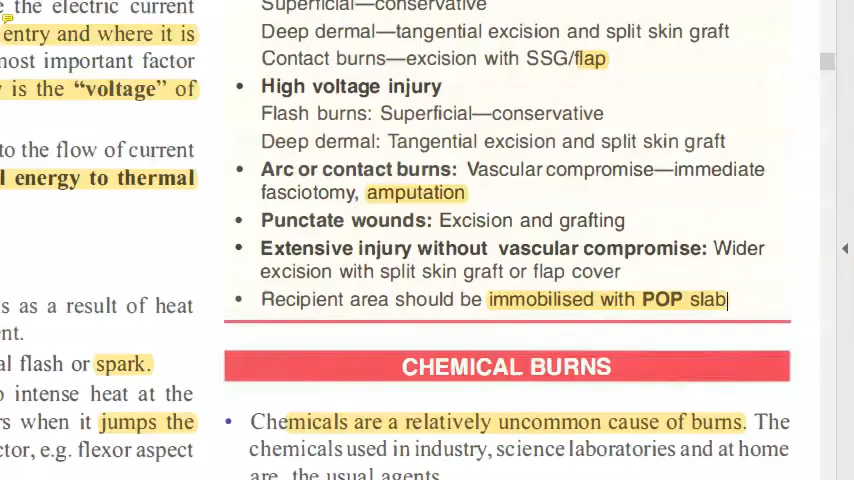 the electric current
entry and where it is
most important factor
is the “voltage” of
to the flow of current
energy to thermal
as a result of heat
al flash or spark.
intense heat at the
when it jumps the
e.g. flexor aspect
Superficial—conservative
Deep dermal—tangential excision and split skin graft
Contact burns—excision with SSG/flap
• High voltage injury
Flash burns: Superficial—conservative
Deep dermal: Tangential excision and split skin graft
• Arc or contact burns: Vascular compromise—immediate
fasciotomy, amputation
• Punctate wounds: Excision and grafting
• Extensive injury without vascular compromise: Wider
excision with split skin graft or flap cover
• Recipient area should be immobilised with POP slab
CHEMICAL BURNS
• Chemicals are a relatively uncommon cause of burns. The
chemicals used in industry, science laboratories and at home
are the usual agents.